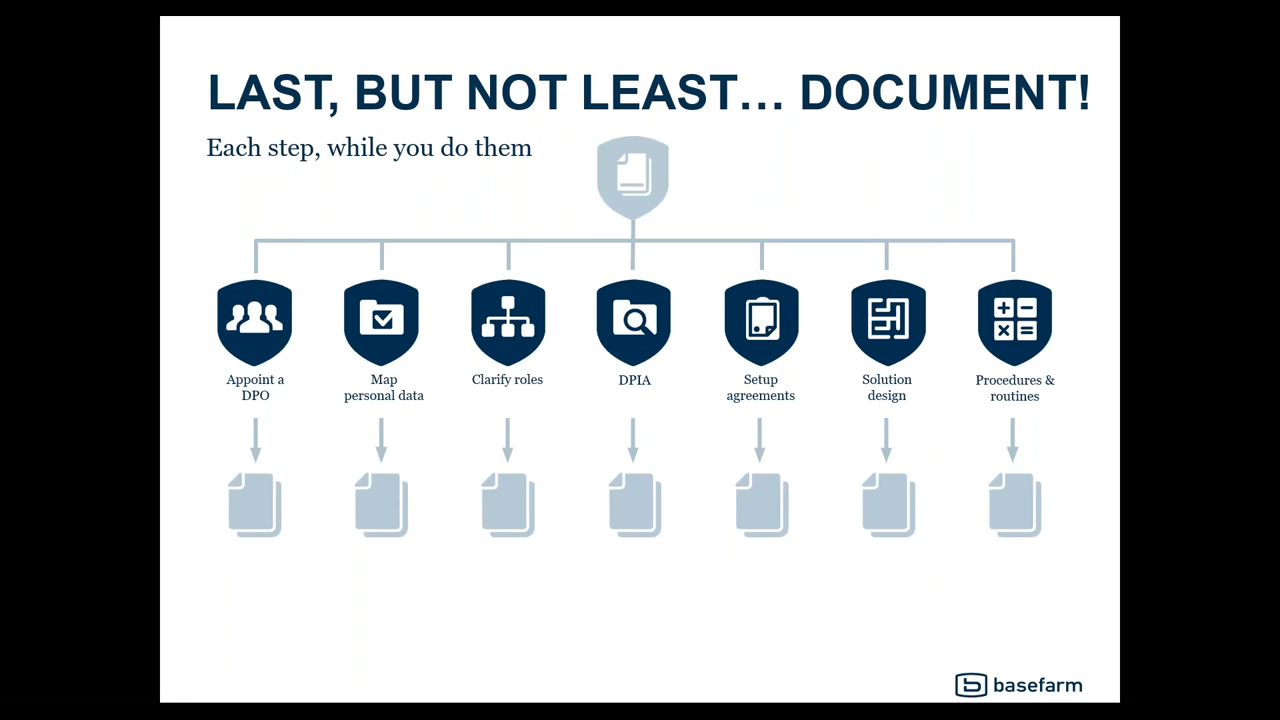 LAST, BUT NOT LEAST… DOCUMENT!
Each step, while you do them
Appoint a
DPO
Map
personal data
Clarify roles
DPIA
Setup
agreements
Solution
design
Procedures &
routines
basefarm